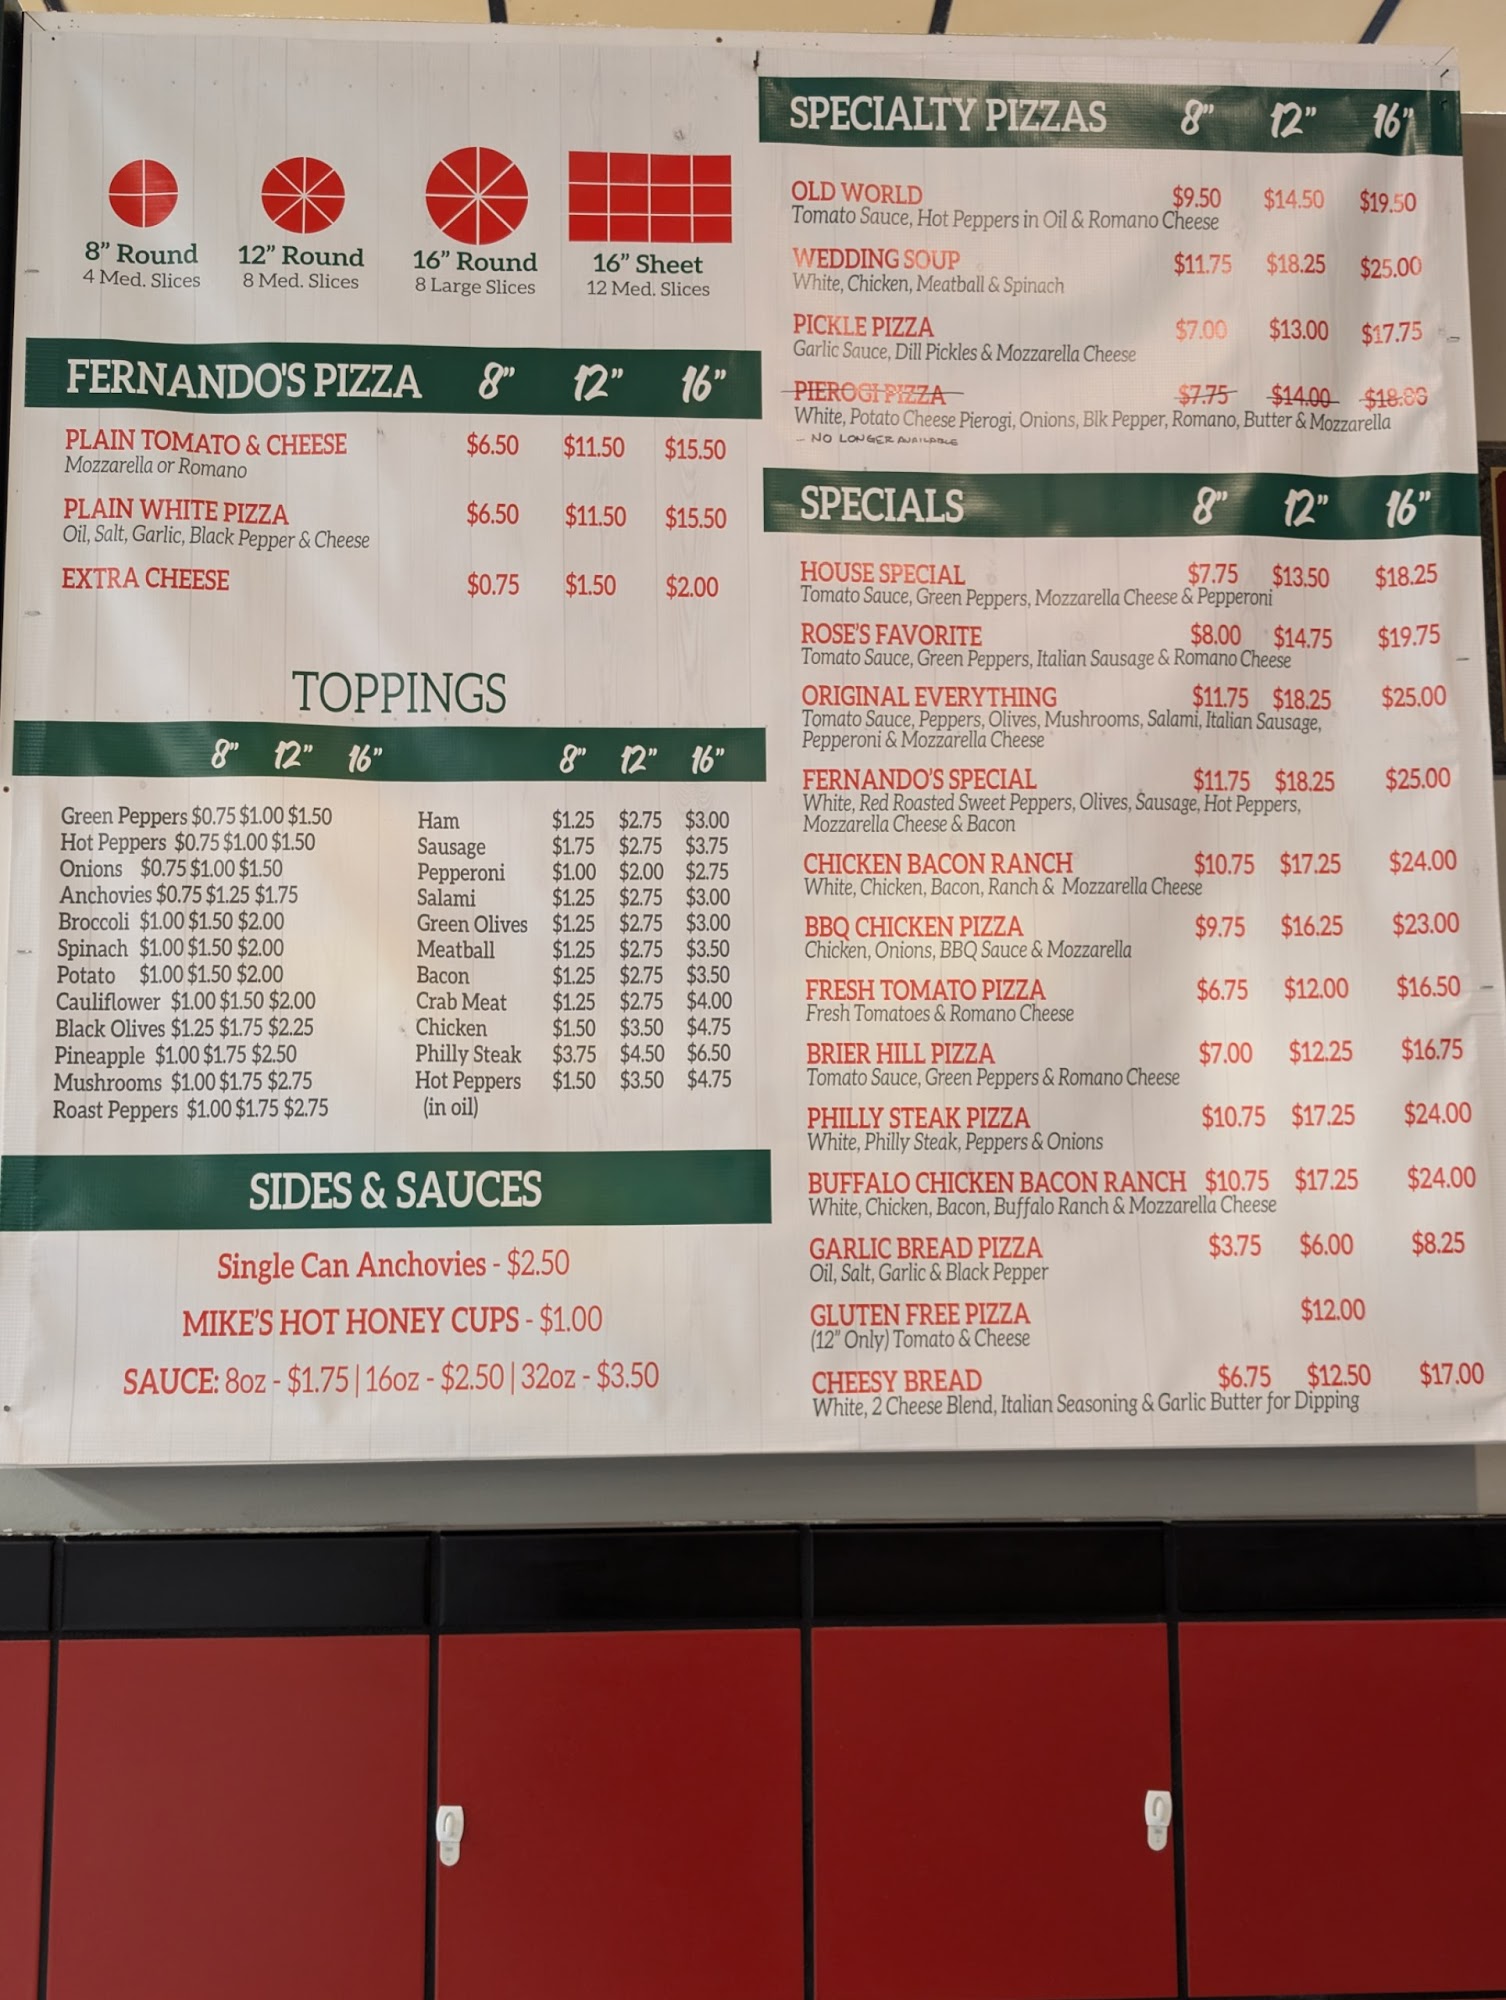 8” Round
4 Med. Slices
12” Round
8 Med. Slices
16” Round
8 Large Slices
16” Sheet
12 Med. Slices
FERNANDO'S PIZZA 8” 12” 16”
PLAIN TOMATO & CHEESE $6.50 $11.50 $15.50
Mozzarella or Romano
PLAIN WHITE PIZZA $6.50 $11.50 $15.50
Oil, Salt, Garlic, Black Pepper & Cheese
EXTRA CHEESE $0.75 $1.50 $2.00
TOPPINGS
8” 12” 16”
Green Peppers $0.75 $1.00 $1.50
Hot Peppers $0.75 $1.00 $1.50
Onions $0.75 $1.00 $1.50
Anchovies $0.75 $1.25 $1.75
Broccoli $1.00 $1.50 $2.00
Spinach $1.00 $1.50 $2.00
Potato $1.00 $1.50 $2.00
Cauliflower $1.00 $1.50 $2.00
Black Olives $1.25 $1.75 $2.25
Pineapple $1.00 $1.75 $2.50
Mushrooms $1.00 $1.75 $2.75
Roast Peppers $1.00 $1.75 $2.75
8” 12” 16”
Ham $1.25 $2.75 $3.00
Sausage $1.75 $2.75 $3.75
Pepperoni $1.00 $2.00 $2.75
Salami $1.25 $2.75 $3.00
Green Olives $1.25 $2.75 $3.00
Meatball $1.25 $2.75 $3.50
Bacon $1.25 $2.75 $3.50
Crab Meat $1.25 $2.75 $4.00
Chicken $1.50 $3.50 $4.75
Philly Steak $3.75 $4.50 $6.50
Hot Peppers $1.50 $3.50 $4.75
(in oil)
SIDES & SAUCES
Single Can Anchovies - $2.50
MIKE'S HOT HONEY CUPS - $1.00
SAUCE: 8oz - $1.75 | 16oz - $2.50 | 32oz - $3.50
SPECIALTY PIZZAS 8” 12” 16”
OLD WORLD $9.50 $14.50 $19.50
Tomato Sauce, Hot Peppers in Oil & Romano Cheese
WEDDING SOUP $11.75 $18.25 $25.00
White, Chicken, Meatball & Spinach
PICKLE PIZZA $7.00 $13.00 $17.75
Garlic Sauce, Dill Pickles & Mozzarella Cheese
PIEROGI PIZZA $7.75 $14.00
White, Potato Cheese Pierogi, Onions, Blk Pepper, Romano, Butter & Mozzarella
... NO LONGER AVAILABLE
SPECIALS 8” 12” 16”
HOUSE SPECIAL $7.75 $13.50 $18.25
Tomato Sauce, Green Peppers, Mozzarella Cheese & Pepperoni
ROSE'S FAVORITE $8.00 $14.75 $19.75
Tomato Sauce, Green Peppers, Italian Sausage & Romano Cheese
ORIGINAL EVERYTHING $11.75 $18.25 $25.00
Tomato Sauce, Peppers, Olives, Mushrooms, Salami, Italian Sausage,
Pepperoni & Mozzarella Cheese
FERNANDO'S SPECIAL $11.75 $18.25 $25.00
White, Red Roasted Sweet Peppers, Olives, Sausage, Hot Peppers,
Mozzarella Cheese & Bacon
CHICKEN BACON RANCH $10.75 $17.25 $24.00
White, Chicken, Bacon, Ranch & Mozzarella Cheese
BBQ CHICKEN PIZZA $9.75 $16.25 $23.00
Chicken, Onions, BBQ Sauce & Mozzarella
FRESH TOMATO PIZZA $6.75 $12.00 $16.50
Fresh Tomatoes & Romano Cheese
BRIER HILL PIZZA $7.00 $12.25 $16.75
Tomato Sauce, Green Peppers & Romano Cheese
PHILLY STEAK PIZZA $10.75 $17.25 $24.00
White, Philly Steak, Peppers & Onions
BUFFALO CHICKEN BACON RANCH $10.75 $17.25 $24.00
White, Chicken, Bacon, Buffalo Ranch & Mozzarella Cheese
GARLIC BREAD PIZZA $3.75 $6.00 $8.25
Oil, Salt, Garlic & Black Pepper
GLUTEN FREE PIZZA $12.00
(12” Only) Tomato & Cheese
CHEESY BREAD $6.75 $12.50 $17.00
White, 2 Cheese Blend, Italian Seasoning & Garlic Butter for Dipping